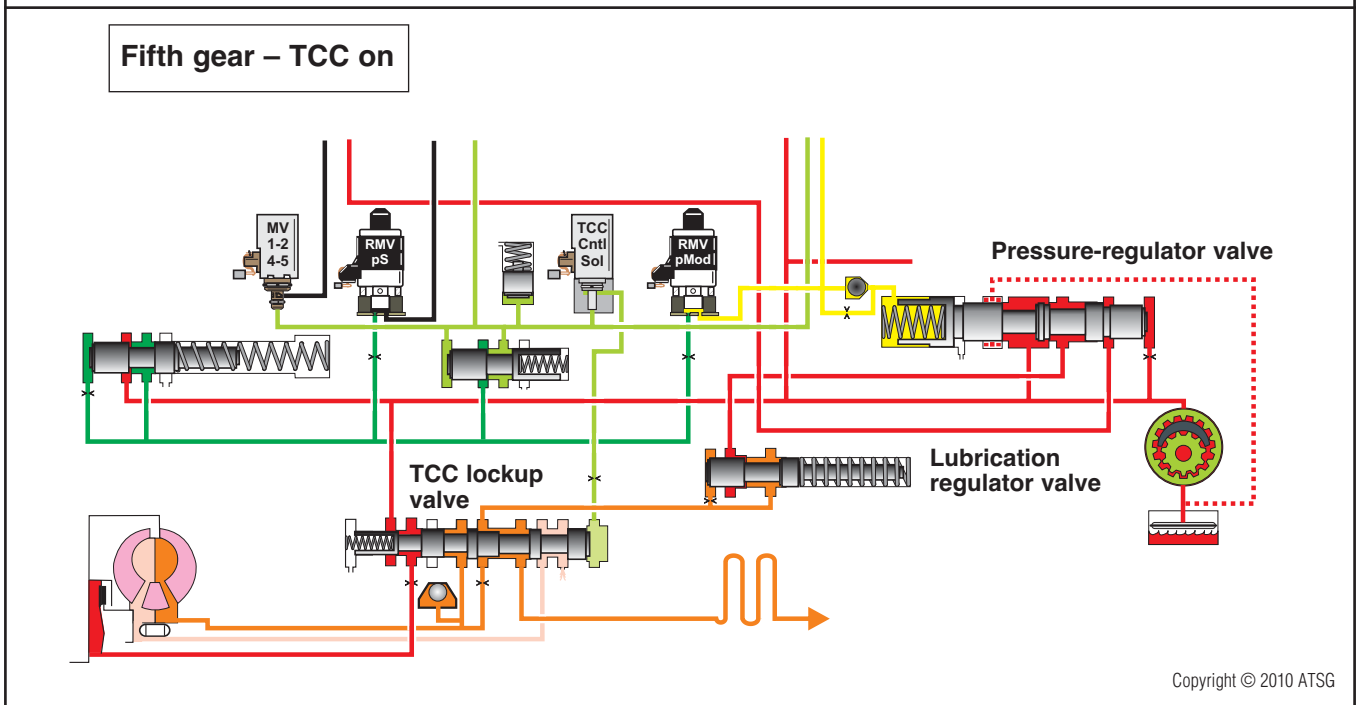 Fifth gear – TCC on
MV
1-2
4-5
RMV
pS
TCC
Cntl
Sol
RMV
pMod
Pressure-regulator valve
TCC lockup
valve
Lubrication
regulator valve
Copyright © 2010 ATSG